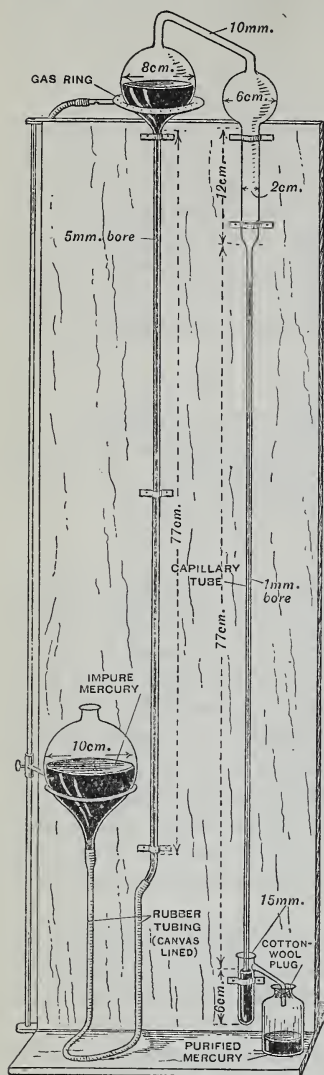 10mm.
8cm.
GAS RING
6cm.
12cm.
2cm.
5mm. bore
77cm.
CAPILLARY
TUBE
1mm.
bore
77cm.
IMPURE
MERCURY
10cm.
15mm.
RUBBER
TUBING
(CANVAS
LINED)
COTTON-
WOOL
PLUG
6cm.
PURIFIED
MERCURY